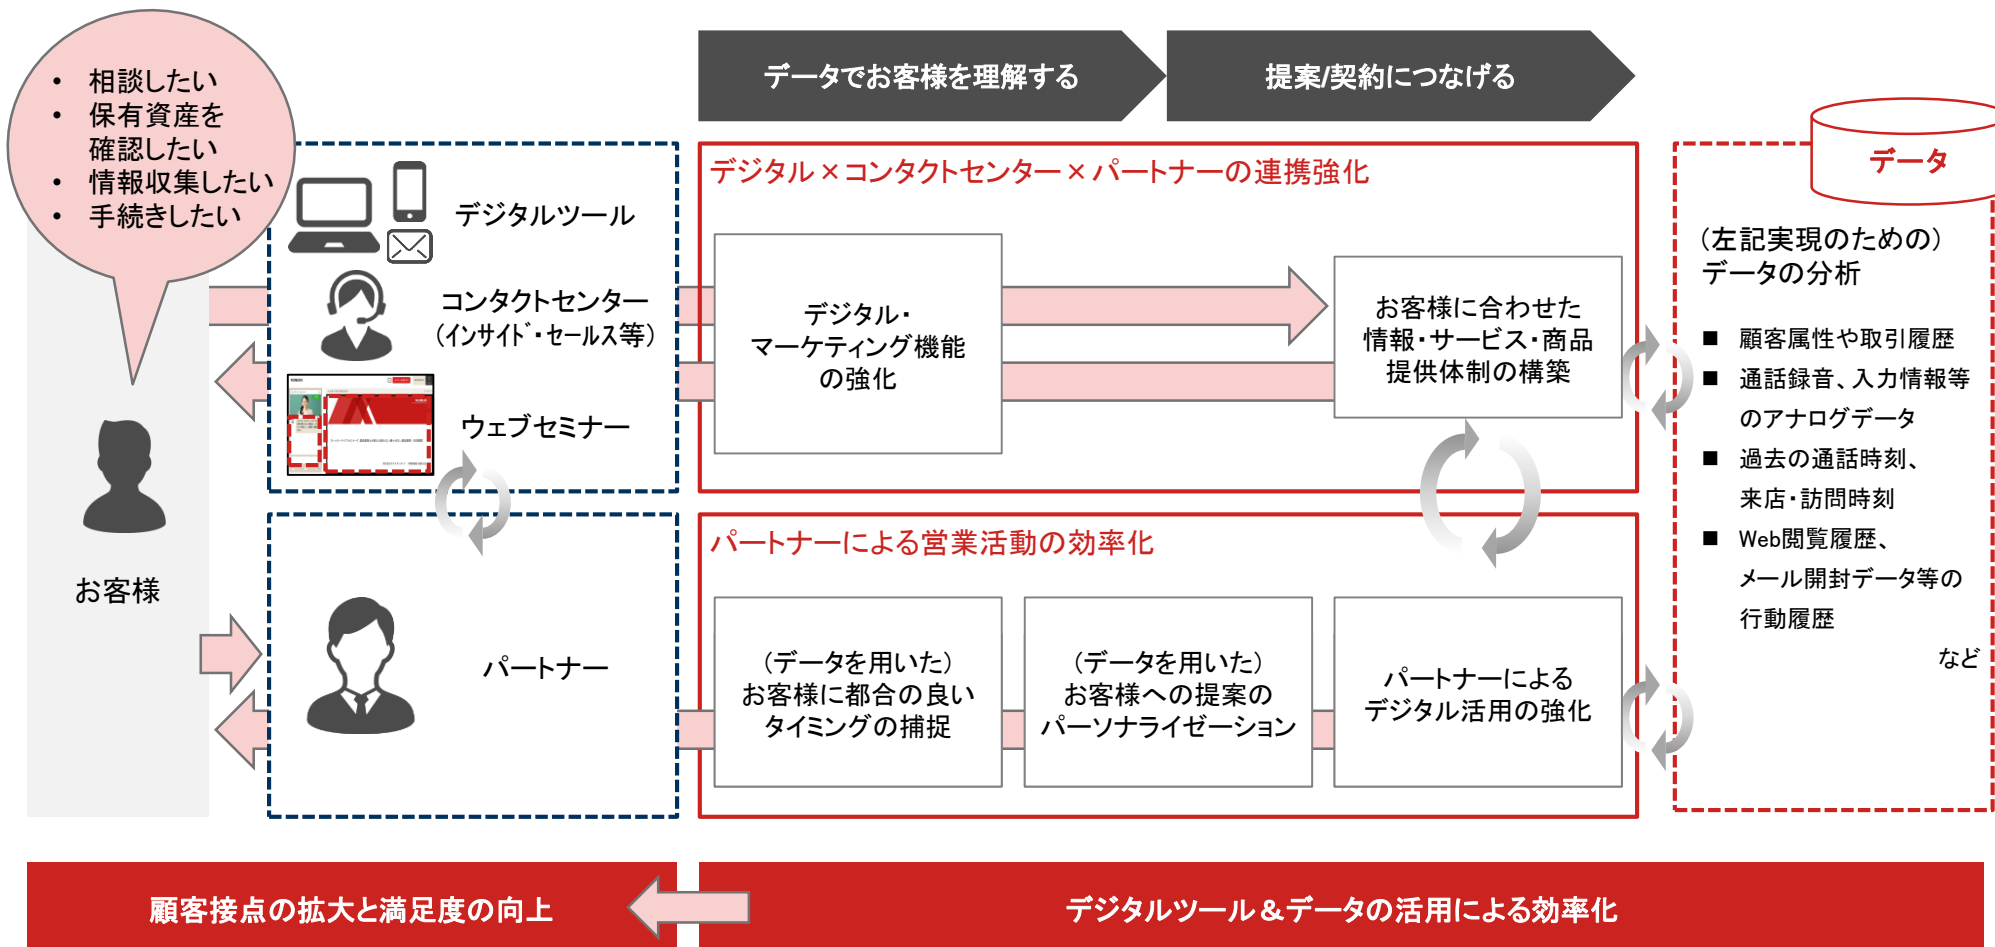 ・ 相談したい
・ 保有資産を
確認したい
・ 情報収集したい
・ 手続きしたい
お客様
データでお客様を理解する
提案/契約につなげる
デジタルツール
コンタクトセンター
（インサイド・セールス等）
ウェブセミナー
パートナー
デジタル×コンタクトセンター×パートナーの連携強化
デジタル・
マーケティング機能
の強化
お客様に合わせた
情報・サービス・商品
提供体制の構築
パートナーによる営業活動の効率化
（データを用いた）
お客様に都合の良い
タイミングの捕捉
（データを用いた）
お客様への提案の
パーソナライゼーション
パートナーによる
デジタル活用の強化
データ
（左記実現のための）
データの分析
■ 顧客属性や取引履歴
■ 通話録音、入力情報等
のアナログデータ
■ 過去の通話時刻、
来店・訪問時刻
■ Web閲覧履歴、
メール開封データ等の
行動履歴
など
顧客接点の拡大と満足度の向上
デジタルツール＆データの活用による効率化